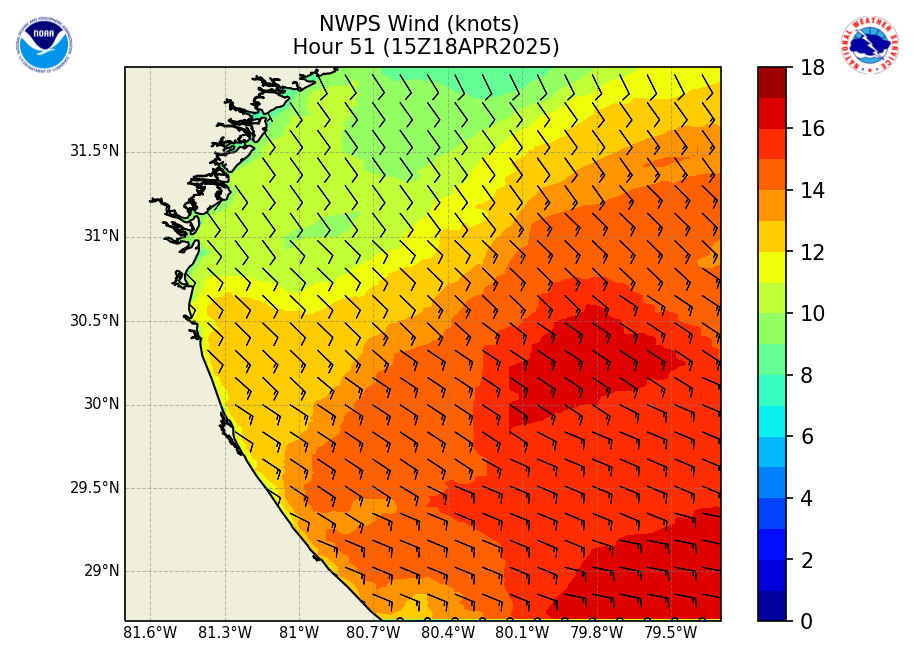 NWPS Wind (knots)
Hour 51 (15Z18APR2025)
NOAA
NATIONAL WEATHER SERVICE
31.5°N
31°N
30.5°N
30°N
29.5°N
29°N
81.6°W 81.3°W 81°W 80.7°W 80.4°W 80.1°W 79.8°W 79.5°W
18
16
14
12
10
8
6
4
2
0